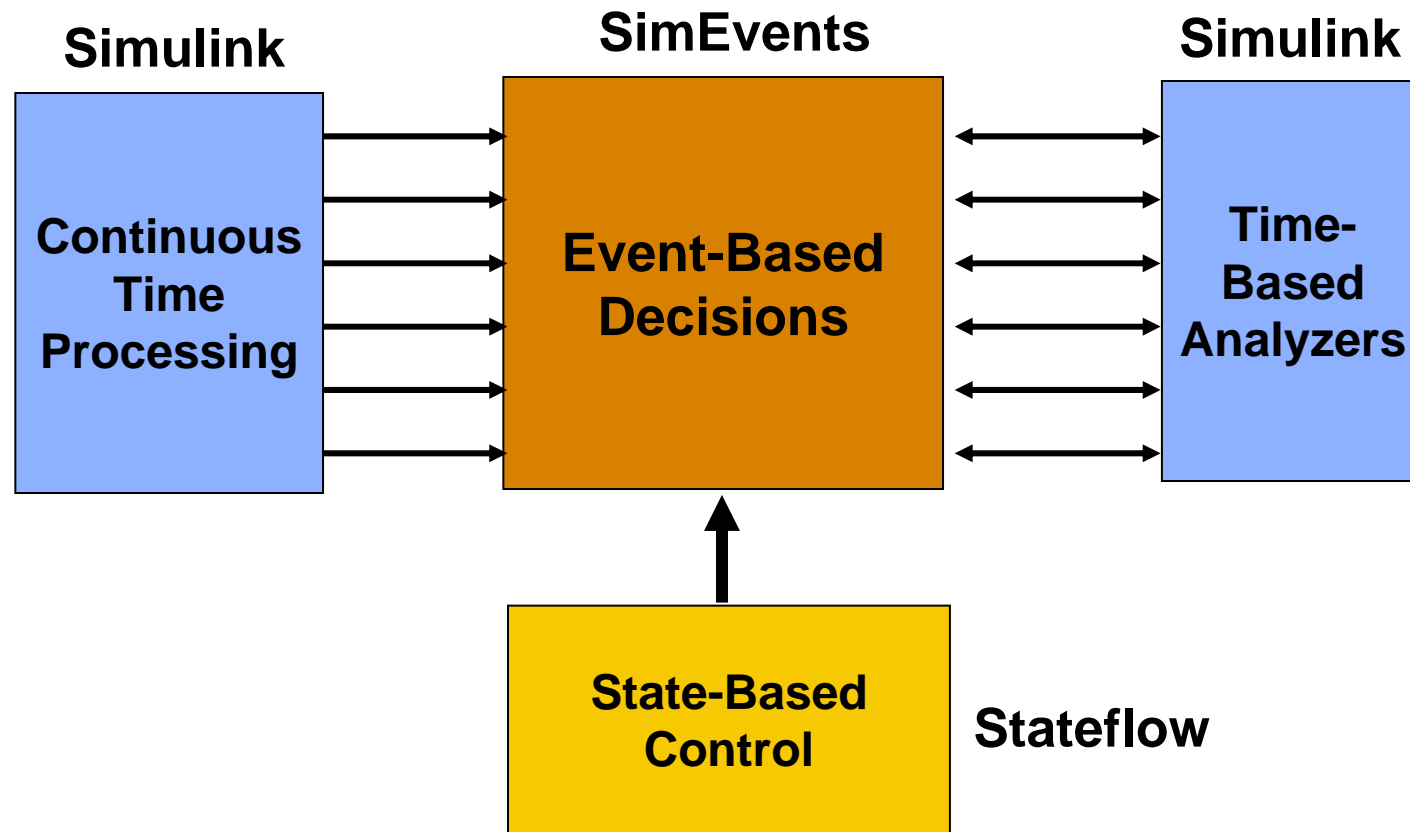 Simulink
SimEvents
Simulink
Continuous
Time
Processing
Event-Based
Decisions
Time-
Based
Analyzers
State-Based
Control
Stateflow